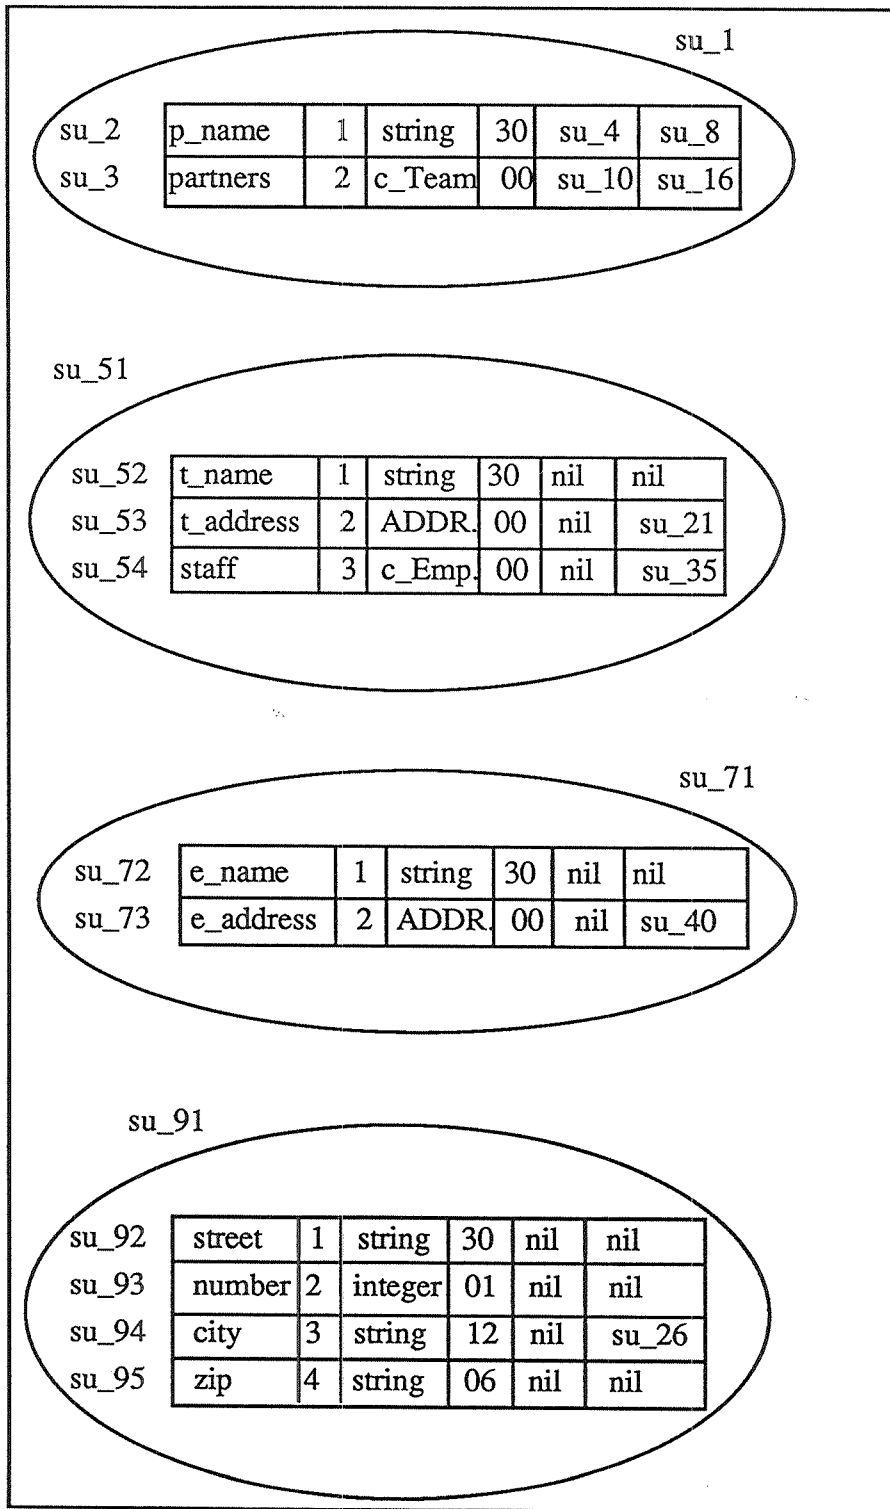 su_1
su_2 p_name 1 string 30 su_4 su_8
su_3 partners 2 c_Team 00 su_10 su_16
su_51
su_52 t_name 1 string 30 nil nil
su_53 t_address 2 ADDR. 00 nil su_21
su_54 staff 3 c_Emp. 00 nil su_35
su_71
su_72 e_name 1 string 30 nil nil
su_73 e_address 2 ADDR. 00 nil su_40
su_91
su_92 street 1 string 30 nil nil
su_93 number 2 integer 01 nil nil
su_94 city 3 string 12 nil su_26
su_95 zip 4 string 06 nil nil